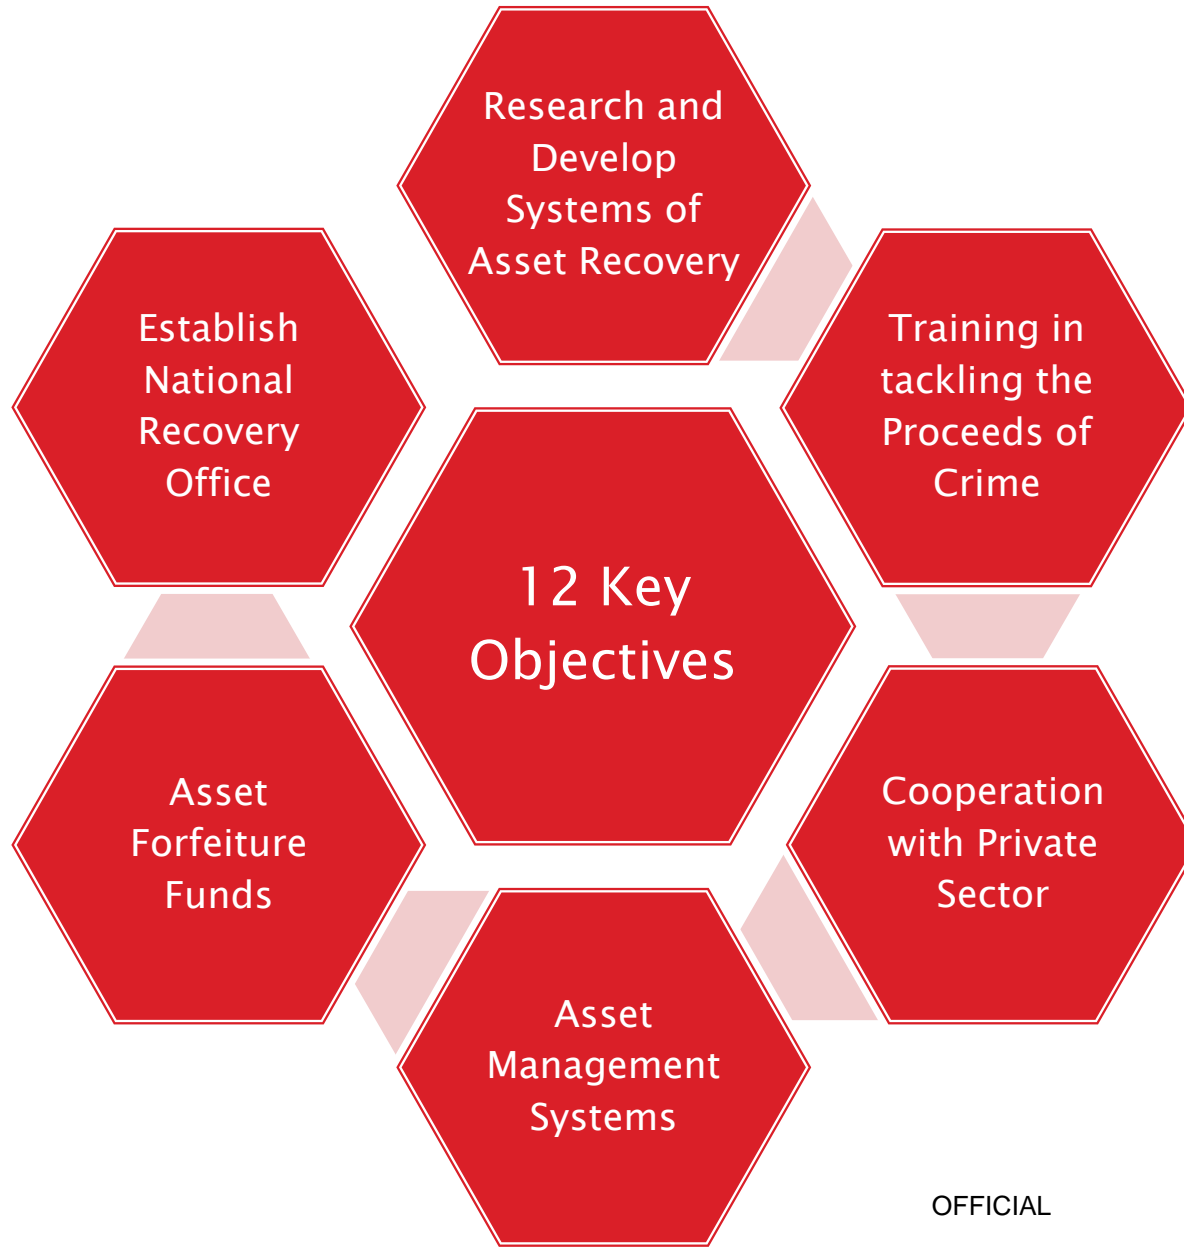 Research and
Develop
Systems of
Asset Recovery
Establish
National
Recovery
Office
Training in
tackling the
Proceeds of
Crime
12 Key
Objectives
Asset
Forfeiture
Funds
Cooperation
with Private
Sector
Asset
Management
Systems
OFFICIAL